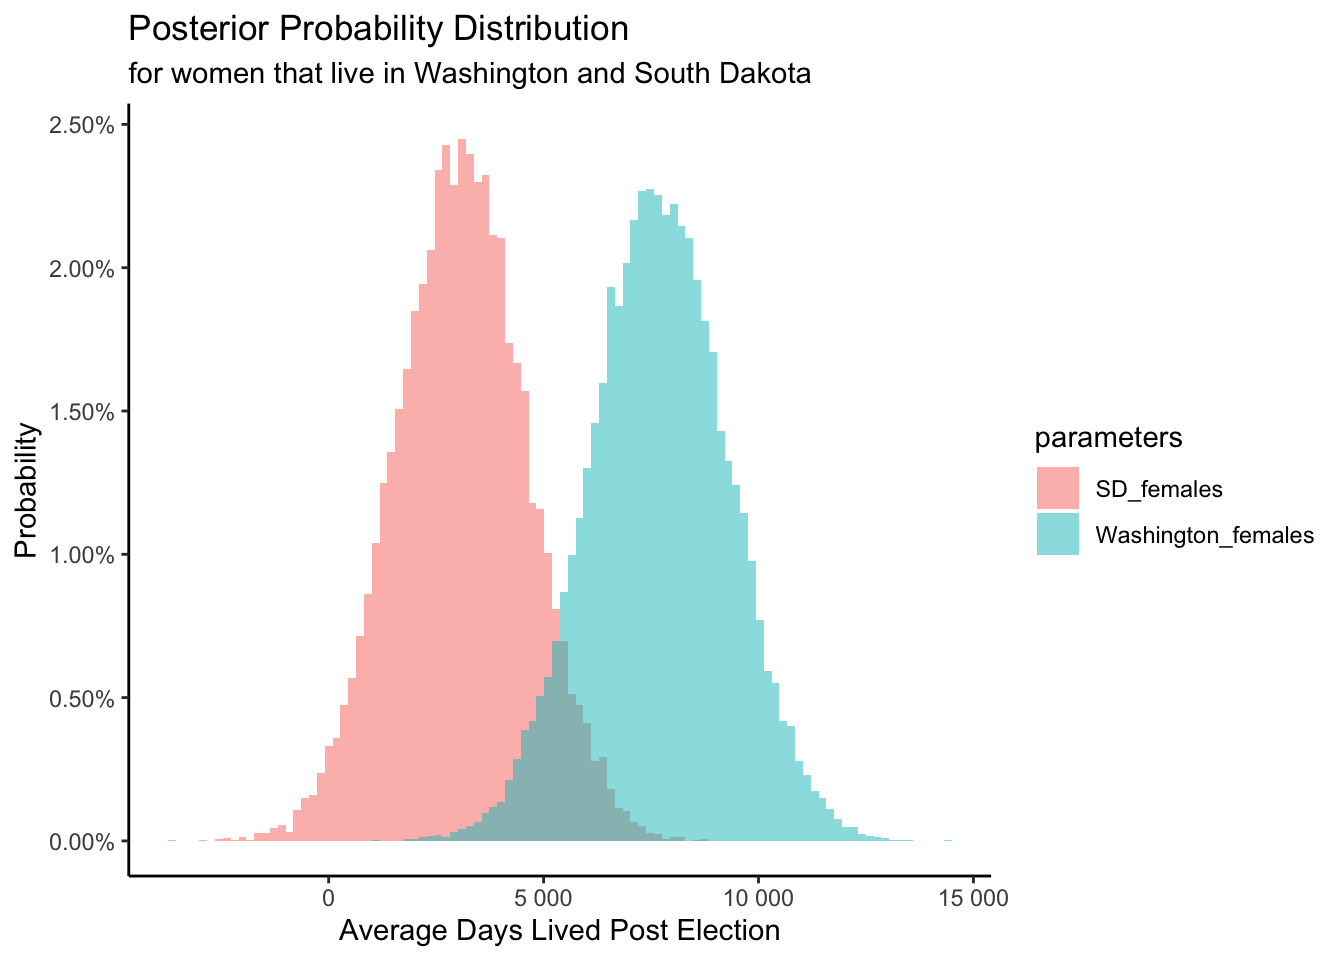 Posterior Probability Distribution
for women that live in Washington and South Dakota
2.50%
2.00%
1.50%
1.00%
0.50%
0.00%
Probability
0
5 000
10 000
15 000
Average Days Lived Post Election
parameters
SD_females
Washington_females